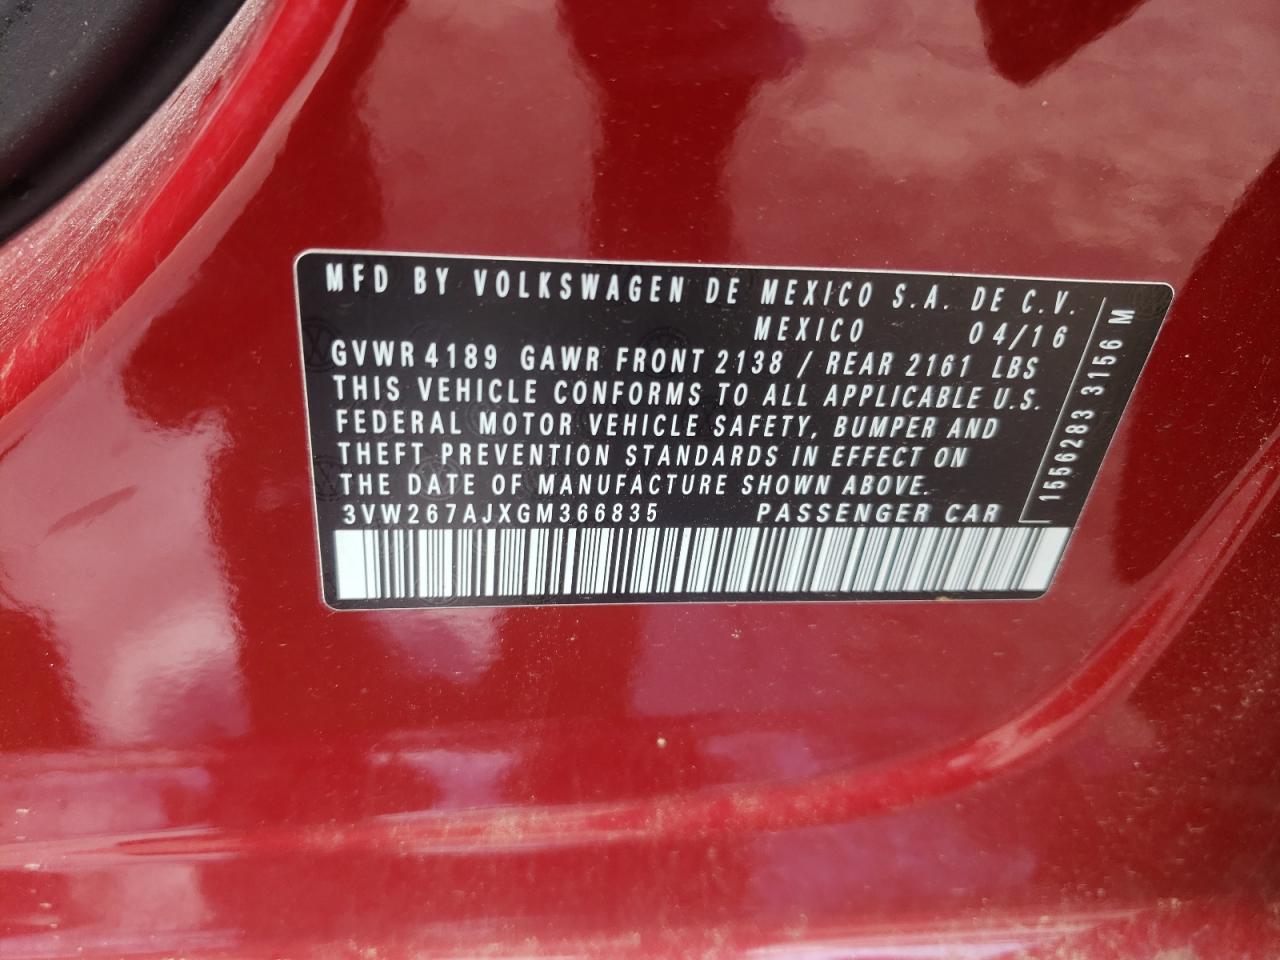 MFD BY VOLKSWAGEN DE MEXICO S.A. DE C.V.
MEXICO 04/16
GVWR 4189 GAWR FRONT 2138 / REAR 2161 LBS
THIS VEHICLE CONFORMS TO ALL APPLICABLE U.S.
FEDERAL MOTOR VEHICLE SAFETY, BUMPER AND
THEFT PREVENTION STANDARDS IN EFFECT ON
THE DATE OF MANUFACTURE SHOWN ABOVE.
3VW267AJXGM366835 PASSENGER CAR
1556283 3156 M